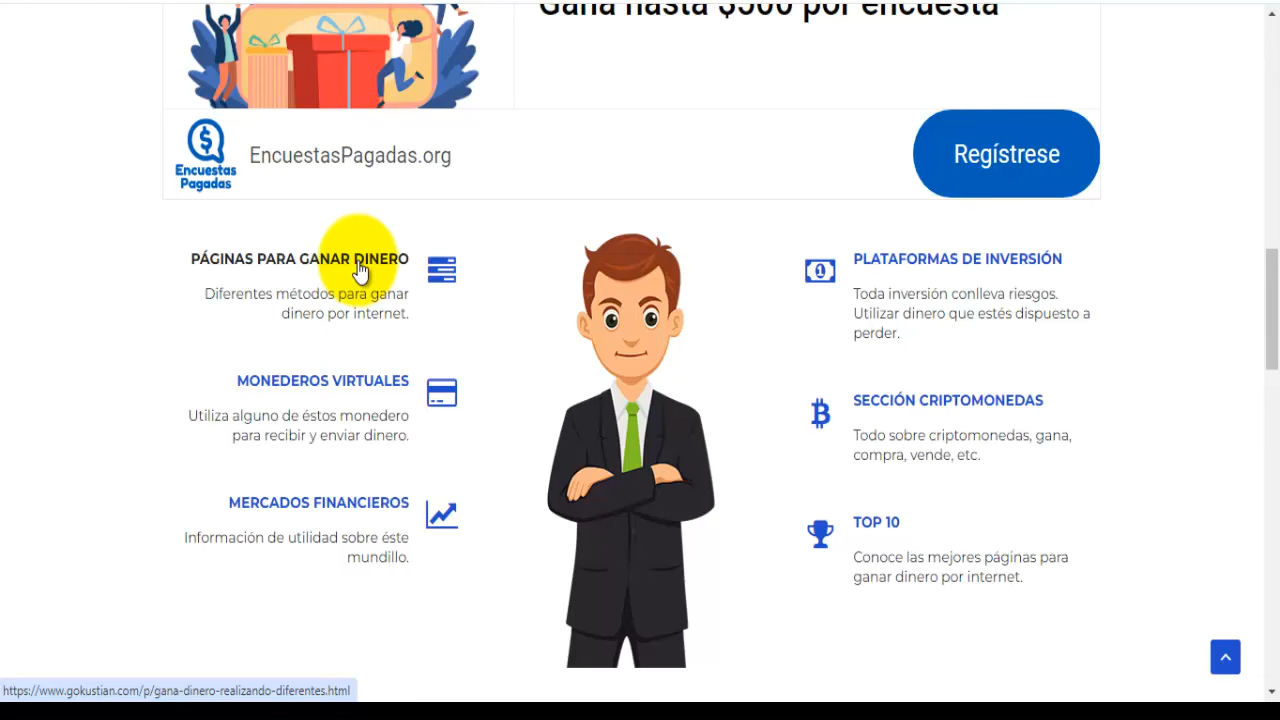 Gana hasta $500 por encuesta
Encuestas
Pagadas
EncuestasPagadas.org
Regístrese
PÁGINAS PARA GANAR DINERO
Diferentes métodos para ganar
dinero por internet.
MONEDEROS VIRTUALES
Utiliza alguno de éstos monedero
para recibir y enviar dinero.
MERCADOS FINANCIEROS
Información de utilidad sobre éste
mundillo.
PLATAFORMAS DE INVERSIÓN
Toda inversión conlleva riesgos.
Utilizar dinero que estés dispuesto a
perder.
SECCIÓN CRIPTOMONEDAS
Todo sobre criptomonedas, gana,
compra, vende, etc.
TOP 10
Conoce las mejores páginas para
ganar dinero por internet.
https://www.gokustian.com/p/gana-dinero-realizando-diferentes.html